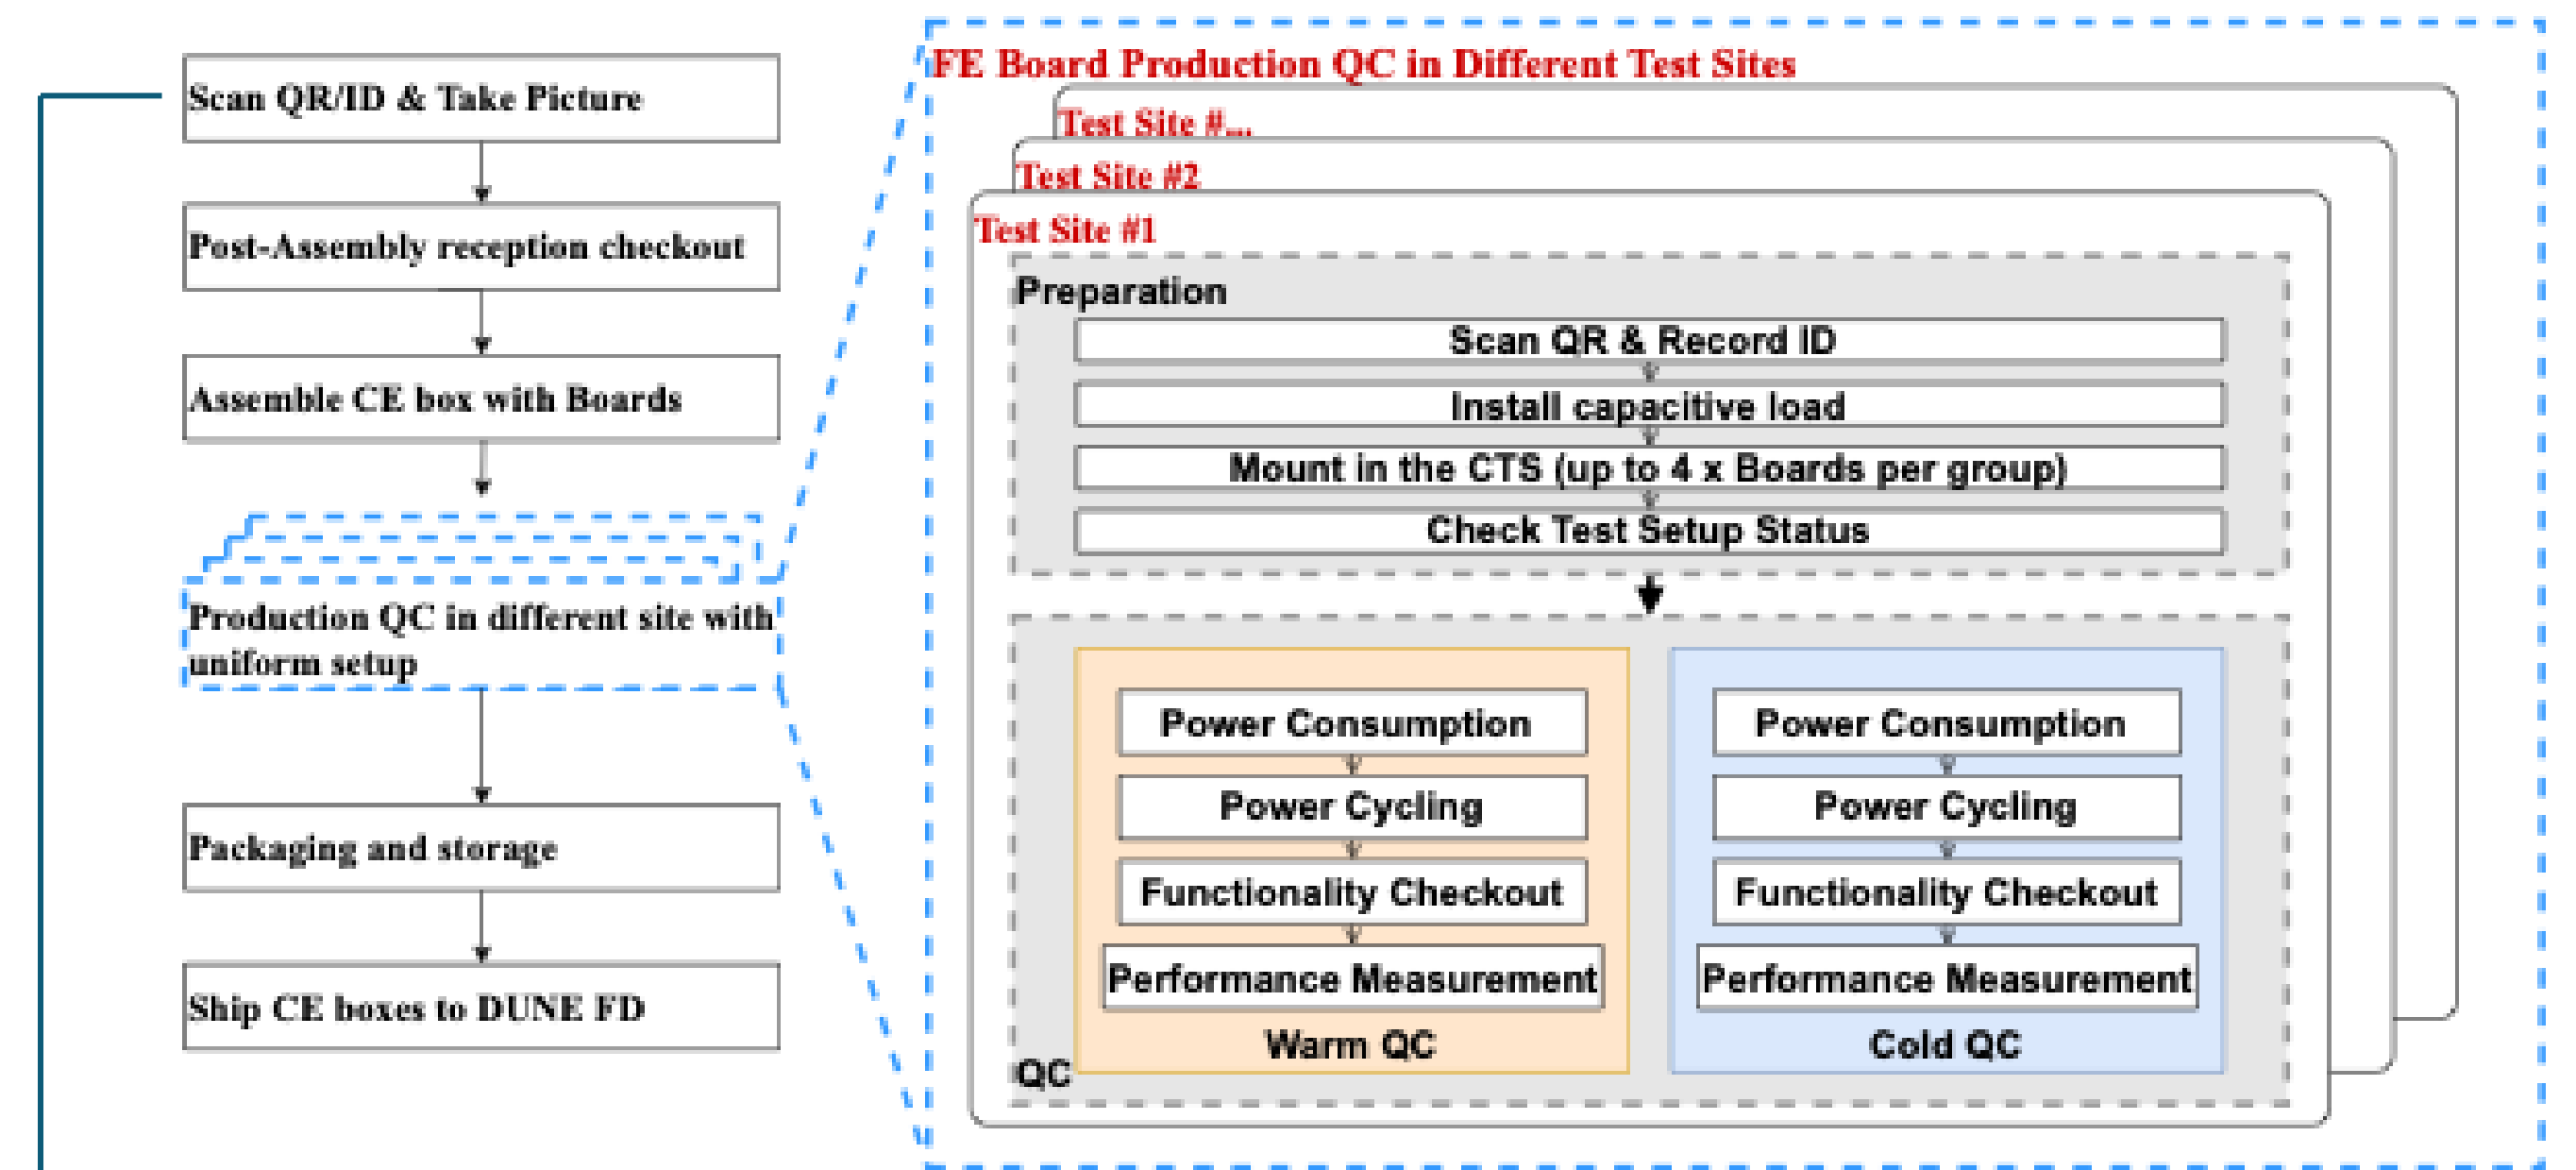 Scan QR/ID & Take Picture
Post-Assembly reception checkout
Assemble CE box with Boards
Production QC in different site with
uniform setup
Packaging and storage
Ship CE boxes to DUNE FD
FE Board Production QC in Different Test Sites
Test Site #...
Test Site #2
Test Site #1
Preparation
Scan QR & Record ID
Install capacitive load
Mount in the CTS (up to 4 x Boards per group)
Check Test Setup Status
Power Consumption
Power Cycling
Functionality Checkout
Performance Measurement
Warm QC
Power Consumption
Power Cycling
Functionality Checkout
Performance Measurement
Cold QC
QC